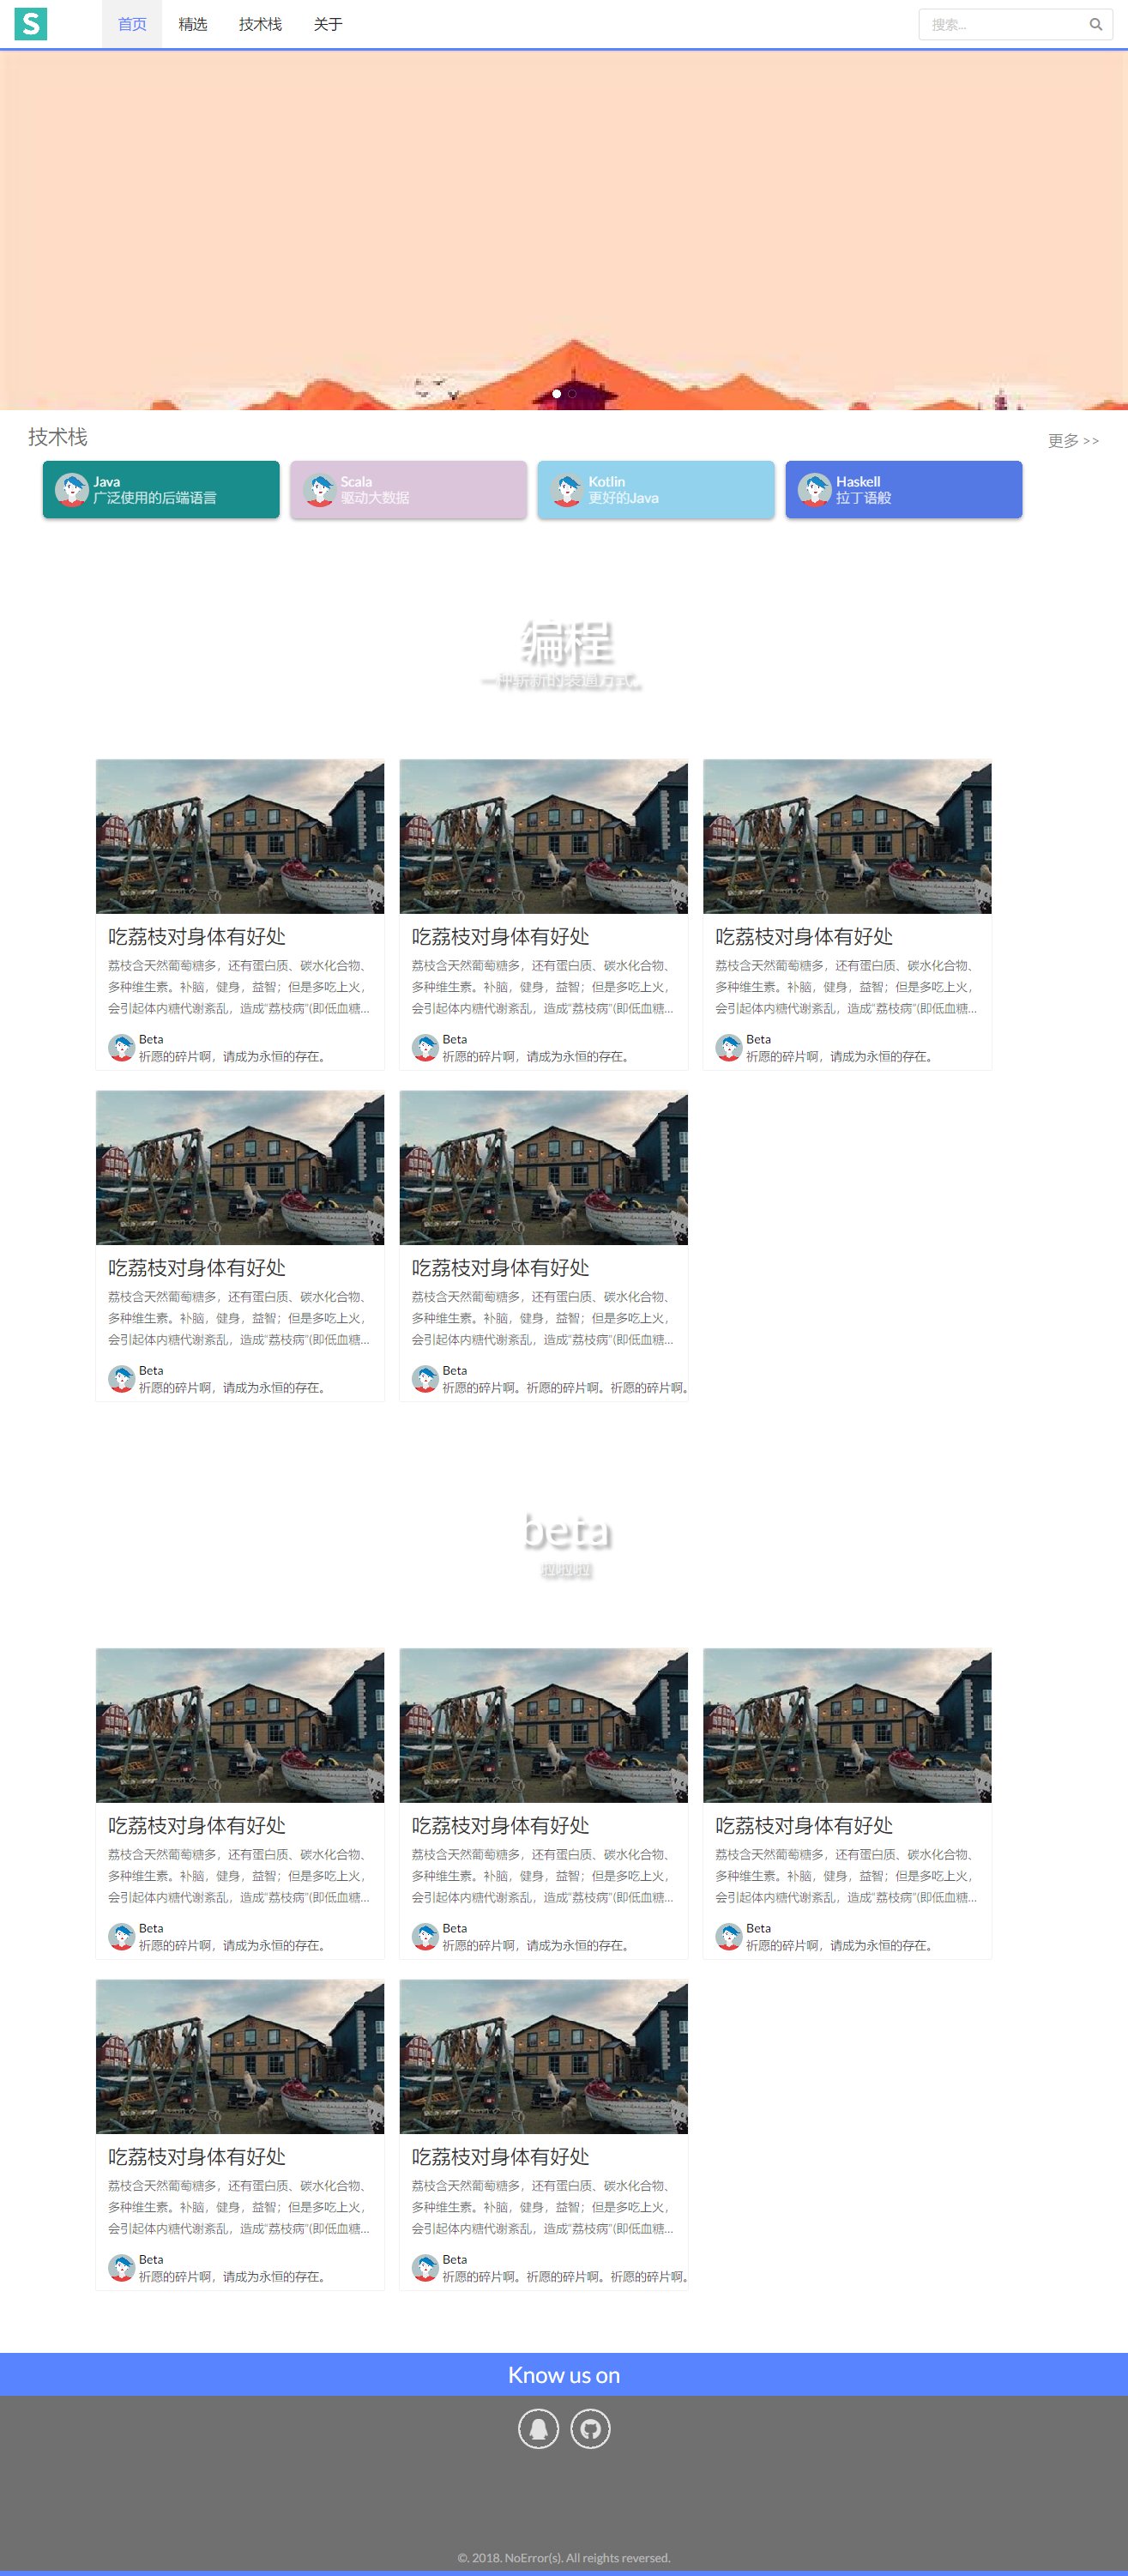 S
首页 精选 技术栈 关于
搜索...
技术栈
更多 >>
Java
广泛使用的后端语言
Scala
驱动大数据
Kotlin
更好的Java
Haskell
拉丁语般
编程
一种崭新的装逼方式。
吃荔枝对身体有好处
荔枝含天然葡萄糖多，还有蛋白质、碳水化合物、
多种维生素。补脑，健身，益智；但是多吃上火，
会引起体内糖代谢紊乱，造成“荔枝病”(即低血糖...
Beta
祈愿的碎片啊，请成为永恒的存在。
吃荔枝对身体有好处
荔枝含天然葡萄糖多，还有蛋白质、碳水化合物、
多种维生素。补脑，健身，益智；但是多吃上火，
会引起体内糖代谢紊乱，造成“荔枝病”(即低血糖...
Beta
祈愿的碎片啊，请成为永恒的存在。
吃荔枝对身体有好处
荔枝含天然葡萄糖多，还有蛋白质、碳水化合物、
多种维生素。补脑，健身，益智；但是多吃上火，
会引起体内糖代谢紊乱，造成“荔枝病”(即低血糖...
Beta
祈愿的碎片啊，请成为永恒的存在。
吃荔枝对身体有好处
荔枝含天然葡萄糖多，还有蛋白质、碳水化合物、
多种维生素。补脑，健身，益智；但是多吃上火，
会引起体内糖代谢紊乱，造成“荔枝病”(即低血糖...
Beta
祈愿的碎片啊，请成为永恒的存在。
吃荔枝对身体有好处
荔枝含天然葡萄糖多，还有蛋白质、碳水化合物、
多种维生素。补脑，健身，益智；但是多吃上火，
会引起体内糖代谢紊乱，造成“荔枝病”(即低血糖...
Beta
祈愿的碎片啊。祈愿的碎片啊。祈愿的碎片啊。
beta
啦啦啦
吃荔枝对身体有好处
荔枝含天然葡萄糖多，还有蛋白质、碳水化合物、
多种维生素。补脑，健身，益智；但是多吃上火，
会引起体内糖代谢紊乱，造成“荔枝病”(即低血糖...
Beta
祈愿的碎片啊，请成为永恒的存在。
吃荔枝对身体有好处
荔枝含天然葡萄糖多，还有蛋白质、碳水化合物、
多种维生素。补脑，健身，益智；但是多吃上火，
会引起体内糖代谢紊乱，造成“荔枝病”(即低血糖...
Beta
祈愿的碎片啊，请成为永恒的存在。
吃荔枝对身体有好处
荔枝含天然葡萄糖多，还有蛋白质、碳水化合物、
多种维生素。补脑，健身，益智；但是多吃上火，
会引起体内糖代谢紊乱，造成“荔枝病”(即低血糖...
Beta
祈愿的碎片啊，请成为永恒的存在。
吃荔枝对身体有好处
荔枝含天然葡萄糖多，还有蛋白质、碳水化合物、
多种维生素。补脑，健身，益智；但是多吃上火，
会引起体内糖代谢紊乱，造成“荔枝病”(即低血糖...
Beta
祈愿的碎片啊，请成为永恒的存在。
吃荔枝对身体有好处
荔枝含天然葡萄糖多，还有蛋白质、碳水化合物、
多种维生素。补脑，健身，益智；但是多吃上火，
会引起体内糖代谢紊乱，造成“荔枝病”(即低血糖...
Beta
祈愿的碎片啊。祈愿的碎片啊。祈愿的碎片啊。
Know us on
©. 2018. NoError(s). All reights reversed.